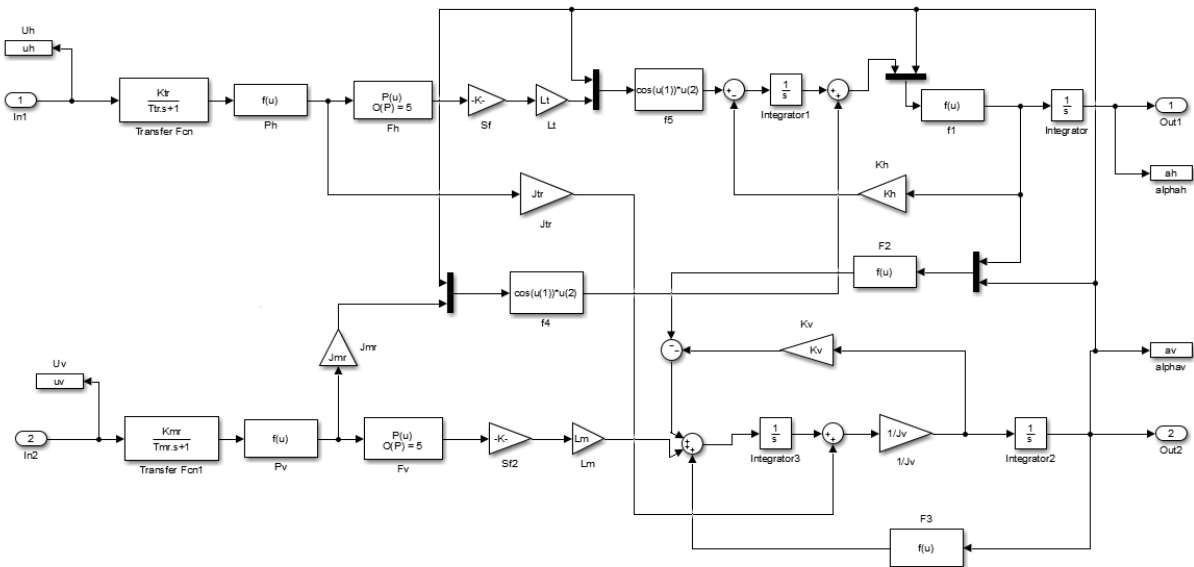 Uh
uh
1
In1
Ktr
Ttr.s+1
Transfer Fcn
f(u)
Ph
P(u)
O(P) = 5
Fh
-K-
Sf
Lt
Lt
cos(u(1))*u(2)
f5
1
s
Integrator1
f(u)
f1
1
s
Integrator
1
Out1
ah
alphah
Kh
Kh
Jtr
Jtr
F2
f(u)
cos(u(1))*u(2)
f4
Jmr
Jmr
Kv
Kv
av
alphav
Uv
uv
2
In2
Kmr
Tmr.s+1
Transfer Fcn1
f(u)
Pv
P(u)
O(P) = 5
Fv
-K-
Sf2
Lm
Lm
1
s
Integrator3
1/Jv
1/Jv
1
s
Integrator2
2
Out2
F3
f(u)